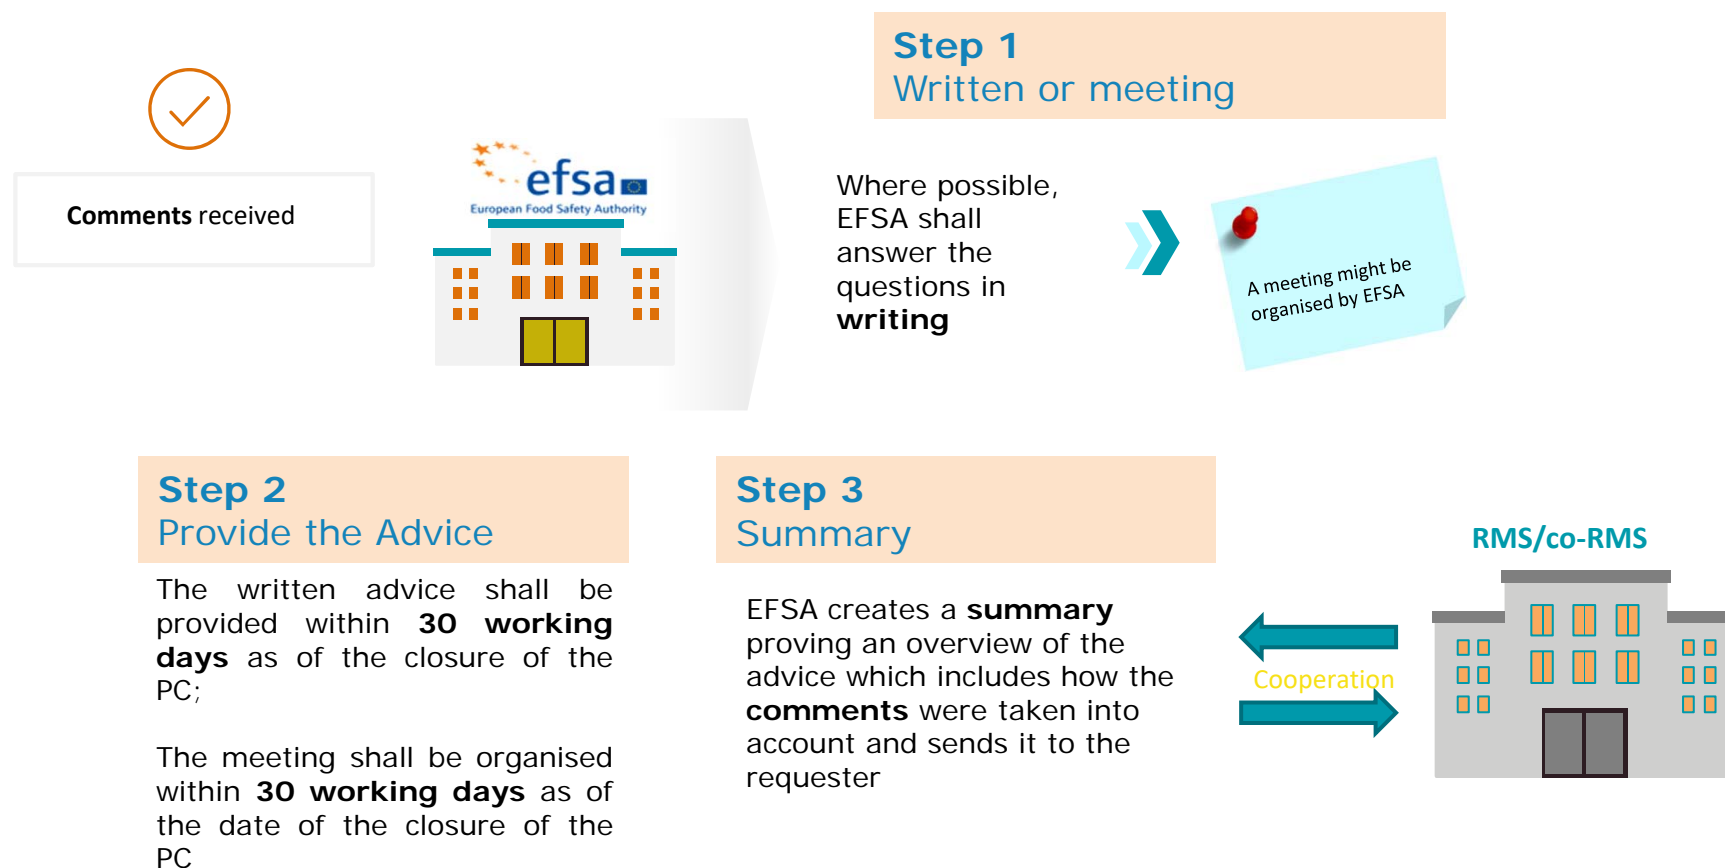 Comments received
efsa
European Food Safety Authority
Step 1
Written or meeting
Where possible,
EFSA shall
answer the
questions in
writing
A meeting might be
organised by EFSA
Step 2
Provide the Advice
The written advice shall be
provided within 30 working
days as of the closure of the
PC;
The meeting shall be organised
within 30 working days as of
the date of the closure of the
PC
Step 3
Summary
EFSA creates a summary
proving an overview of the
advice which includes how the
comments were taken into
account and sends it to the
requester
Cooperation
RMS/co-RMS